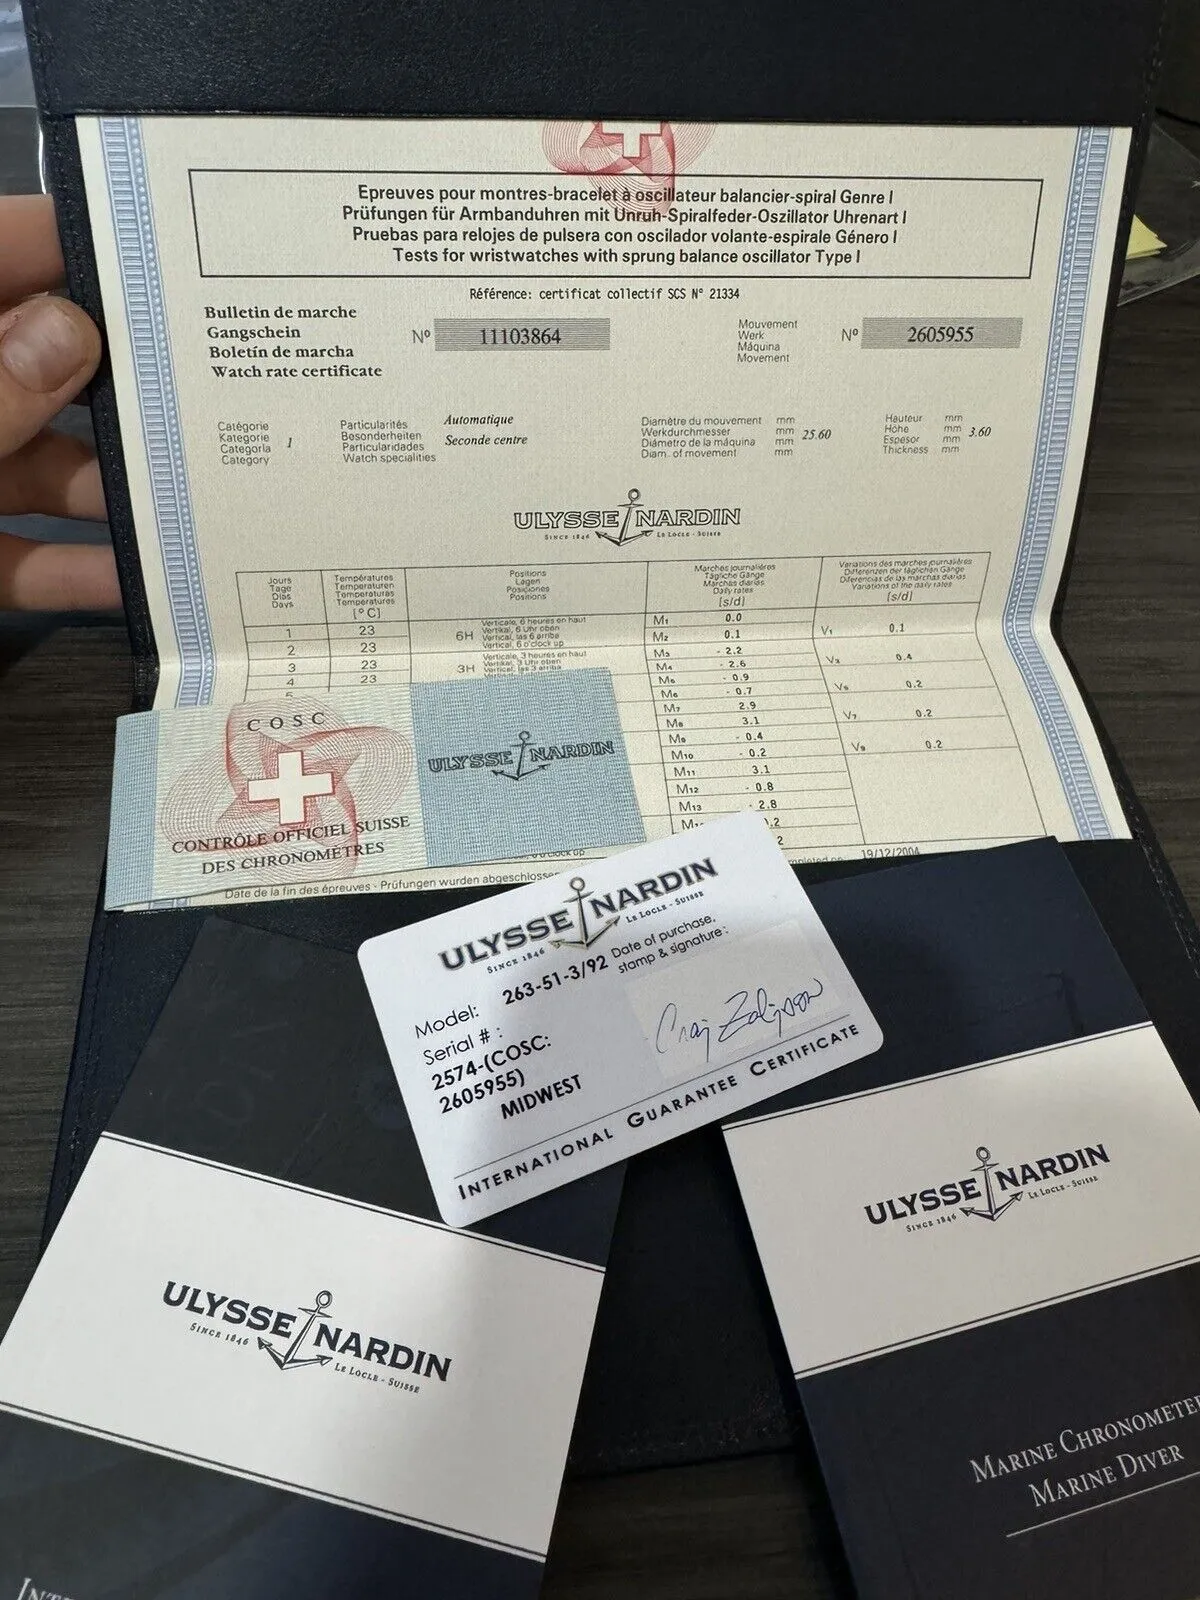 Epreuves pour montres-bracelet à oscillateur balancier-spiral Genre I
Prüfungen für Armbanduhren mit Unruh-Spiralfeder-Oszillator Uhrenart I
Pruebas para relojes de pulsera con oscilador volante-espirale Género I
Tests for wristwatches with sprung balance oscillator Type I
Référence: certificat collectif SCS N° 21334
Bulletin de marche
Gangschein
Boletín de marcha
Watch rate certificate
Nº 11103864
Mouvement
Werk
Máquina
Movement
Nº 2605955
Catégorie
Kategorie
Categoria
Category
1
Particularités
Besonderheiten
Particularidades
Watch specialities
Automatique
Seconde centre
Diamètre du mouvement mm
Werkdurchmesser mm
Diámetro de la máquina mm
Diam. of movement mm
25.60
Hauteur mm
Höhe mm
Espesor mm
Thickness mm
3.60
ULYSSE NARDIN
SINCE 1846 LE LOCLE - SUISSE
Jours
Tage
Días
Days
Températures
Temperaturen
Temperaturas
Temperatures
[°C]
Positions
Lagen
Posiciones
Positions
Marches journalières
Tägliche Gänge
Marchas diarias
Daily rates
[s/d]
Variations des marches journalières
Differenzen der täglichen Gänge
Diferencias de las marchas diarias
Variations of the daily rates
[s/d]
1 23
2 23
3 23
4 23
5
6H
Verticale, 6 heures en haut
Vertikal, 6 Uhr oben
Vertical, las 6 arriba
Vertical, 6 o'clock up
3H
Verticale, 3 heures en haut
Vertikal, 3 Uhr oben
Vertical, las 3 arriba
M1 0.0
M2 0.1
M3 - 2.2
M4 - 2.6
M5 - 0.9
M6 - 0.7
M7 2.9
M8 3.1
M9 - 0.4
M10 - 0.2
M11 3.1
M12 - 0.8
M13 - 2.8
V1 0.1
V3 0.4
V5 0.2
V7 0.2
V9 0.2
COSC
CONTRÔLE OFFICIEL SUISSE
DES CHRONOMÈTRES
ULYSSE NARDIN
o'clock up
Date de la fin des épreuves - Prüfungen wurden abgeschlossen
completed on 19/12/2004
ULYSSE NARDIN
SINCE 1846 LE LOCLE - SUISSE
Model: 263-51-3/92
Serial # :
2574-(COSC:
2605955)
MIDWEST
Date of purchase,
stamp & signature:
INTERNATIONAL GUARANTEE CERTIFICATE
ULYSSE NARDIN
SINCE 1846 LE LOCLE - SUISSE
ULYSSE NARDIN
SINCE 1846 LE LOCLE - SUISSE
MARINE CHRONOMETER
MARINE DIVER